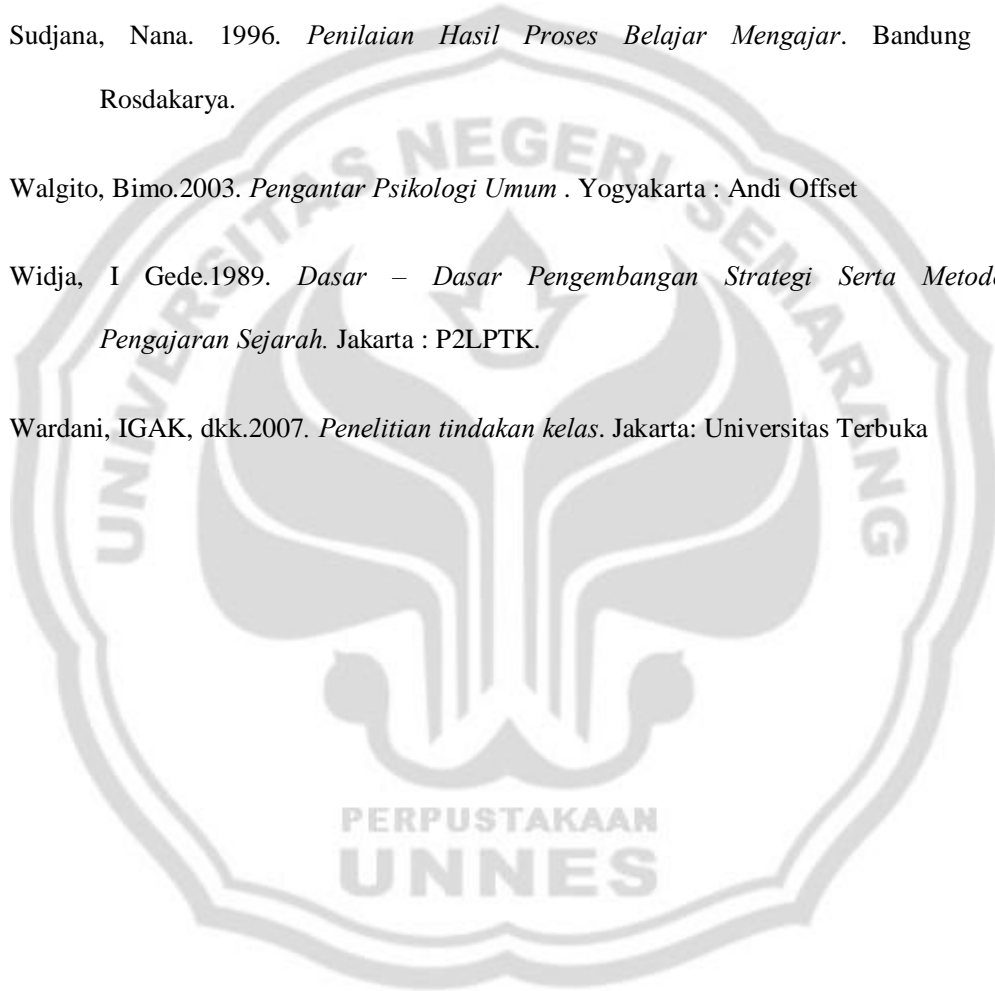 Sudjana, Nana. 1996. Penilaian Hasil Proses Belajar Mengajar. Bandung
Rosdakarya.
Walgito, Bimo.2003. Pengantar Psikologi Umum . Yogyakarta : Andi Offset
Widja, I Gede.1989. Dasar – Dasar Pengembangan Strategi Serta Metode
Pengajaran Sejarah. Jakarta : P2LPTK.
Wardani, IGAK, dkk.2007. Penelitian tindakan kelas. Jakarta: Universitas Terbuka
UNIVERSITAS NEGERI SEMARANG
PERPUSTAKAAN
UNNES